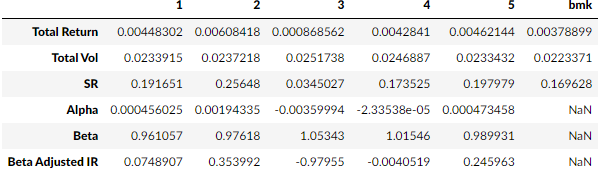 1 2 3 4 5 bmk
Total Return 0.00448302 0.00608418 0.000868562 0.0042841 0.00462144 0.00378899
Total Vol 0.0233915 0.0237218 0.0251738 0.0246887 0.0233432 0.0223371
SR 0.191651 0.25648 0.0345027 0.173525 0.197979 0.169628
Alpha 0.000456025 0.00194335 -0.00359994 -2.33538e-05 0.000473458 NaN
Beta 0.961057 0.97618 1.05343 1.01546 0.989931 NaN
Beta Adjusted IR 0.0748907 0.353992 -0.97955 -0.0040519 0.245963 NaN